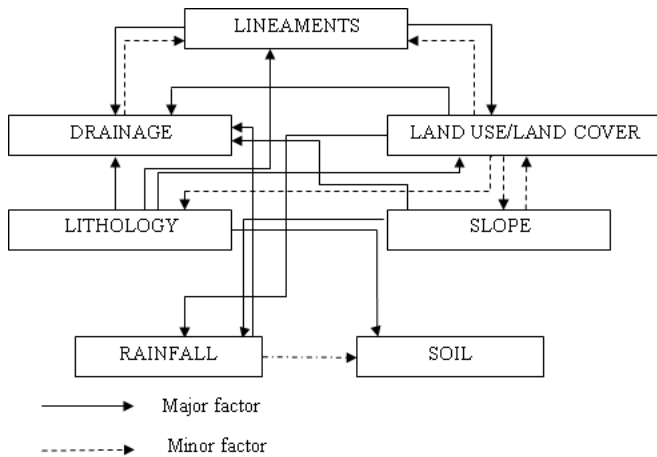 LINEAMENTS
DRAINAGE
LAND USE/LAND COVER
LITHOLOGY
SLOPE
RAINFALL
SOIL
Major factor
Minor factor